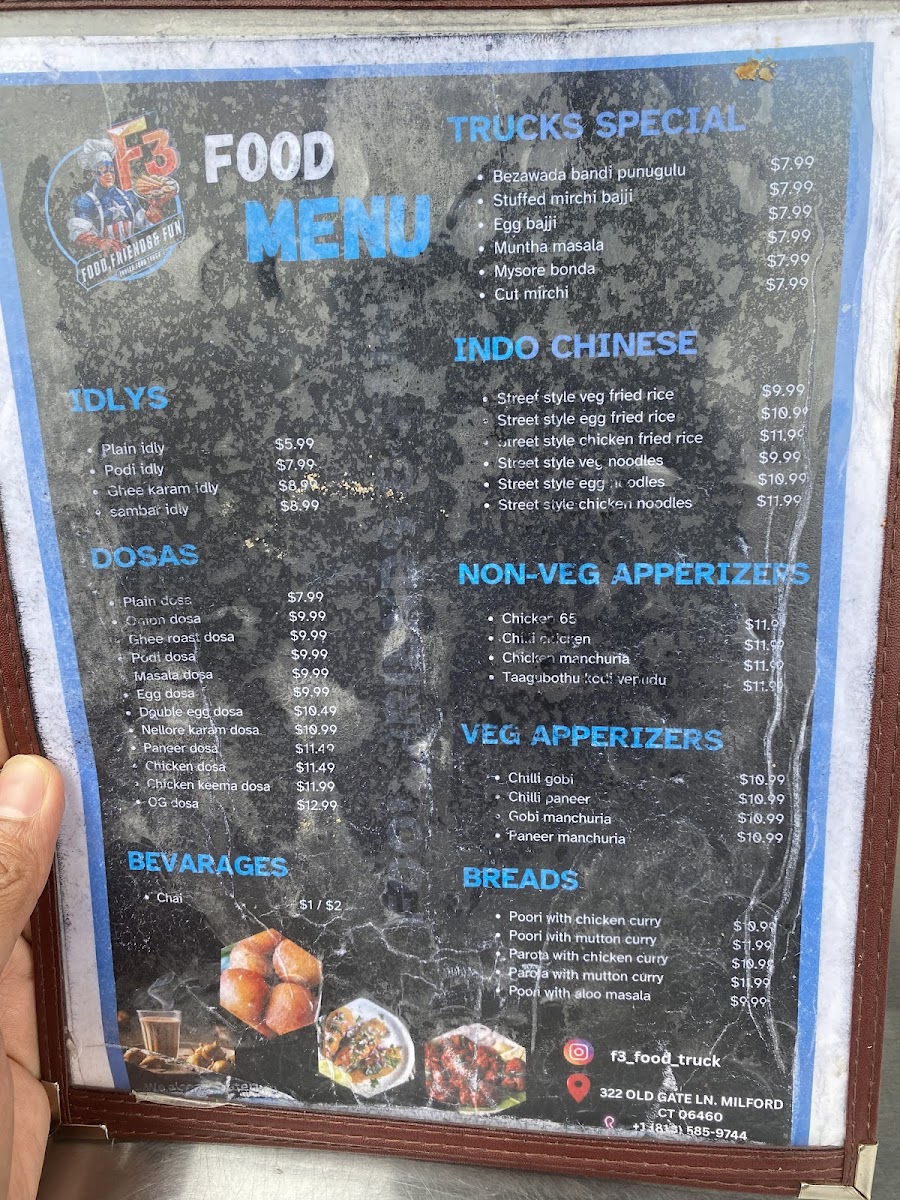 F3
FOOD, FRIENDS & FUN
FOOD
MENU
IDLYS
Plain idly $5.99
Podi idly $7.99
Ghee karam idly $8.99
sambar idly $8.99
DOSAS
Plain dosa $7.99
Onion dosa $9.99
Ghee roast dosa $9.99
Podi dosa $9.99
Masala dosa $9.99
Egg dosa $9.99
Double egg dosa $10.49
Nellore karam dosa $10.99
Paneer dosa $11.49
Chicken dosa $11.49
Chicken keema dosa $11.99
OG dosa $12.99
BEVARAGES
Chai $1 / $2
TRUCKS SPECIAL
Bezawada bandi punugulu $7.99
Stuffed mirchi bajji $7.99
Egg bajji $7.99
Muntha masala $7.99
Mysore bonda $7.99
Cut mirchi $7.99
INDO CHINESE
Street style veg fried rice $9.99
Street style egg fried rice $10.99
Street style chicken fried rice $11.99
Street style veg noodles $9.99
Street style egg noodles $10.99
Street style chicken noodles $11.99
NON-VEG APPERIZERS
Chicken 65 $11.99
Chilli chicken $11.99
Chicken manchuria $11.99
Taagubothu kodi vepudu $11.99
VEG APPERIZERS
Chilli gobi $10.99
Chilli paneer $10.99
Gobi manchuria $10.99
Paneer manchuria $10.99
BREADS
Poori with chicken curry $10.99
Poori with mutton curry $11.99
Parota with chicken curry $10.99
Parota with mutton curry $11.99
Poori with aloo masala $9.99
f3_food_truck
322 OLD GATE LN. MILFORD
CT 06460
585-9744